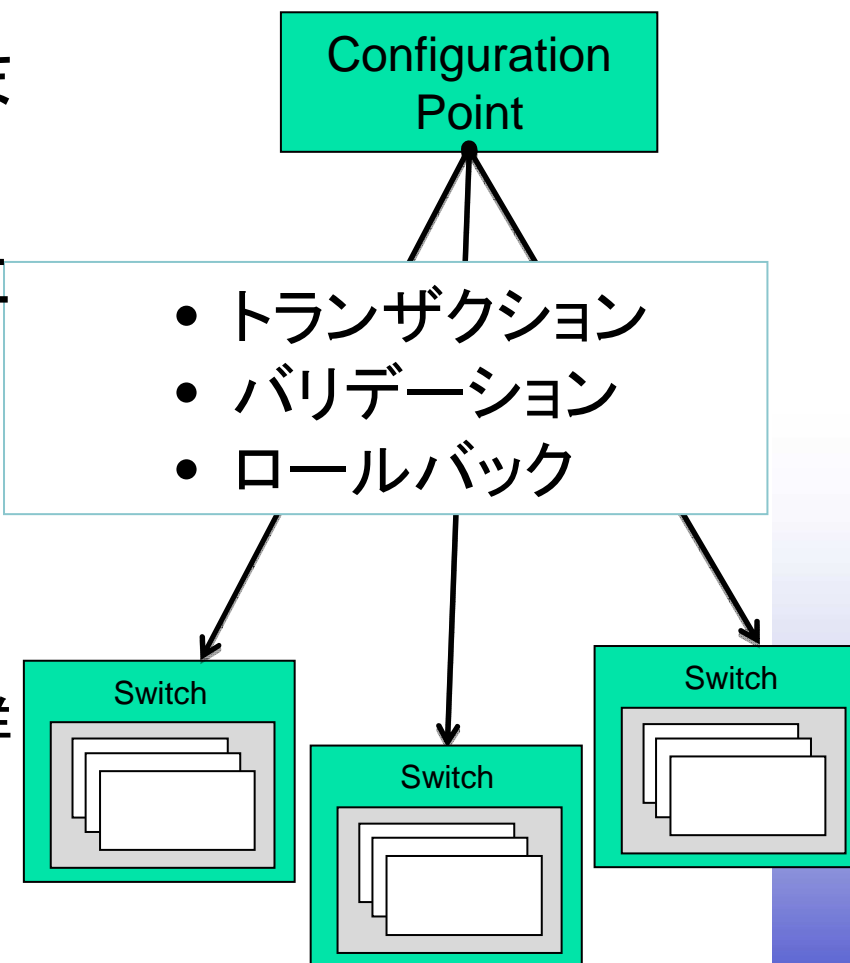 Configuration
Point
• トランザクション
• バリデーション
• ロールバック
Switch
Switch
Switch